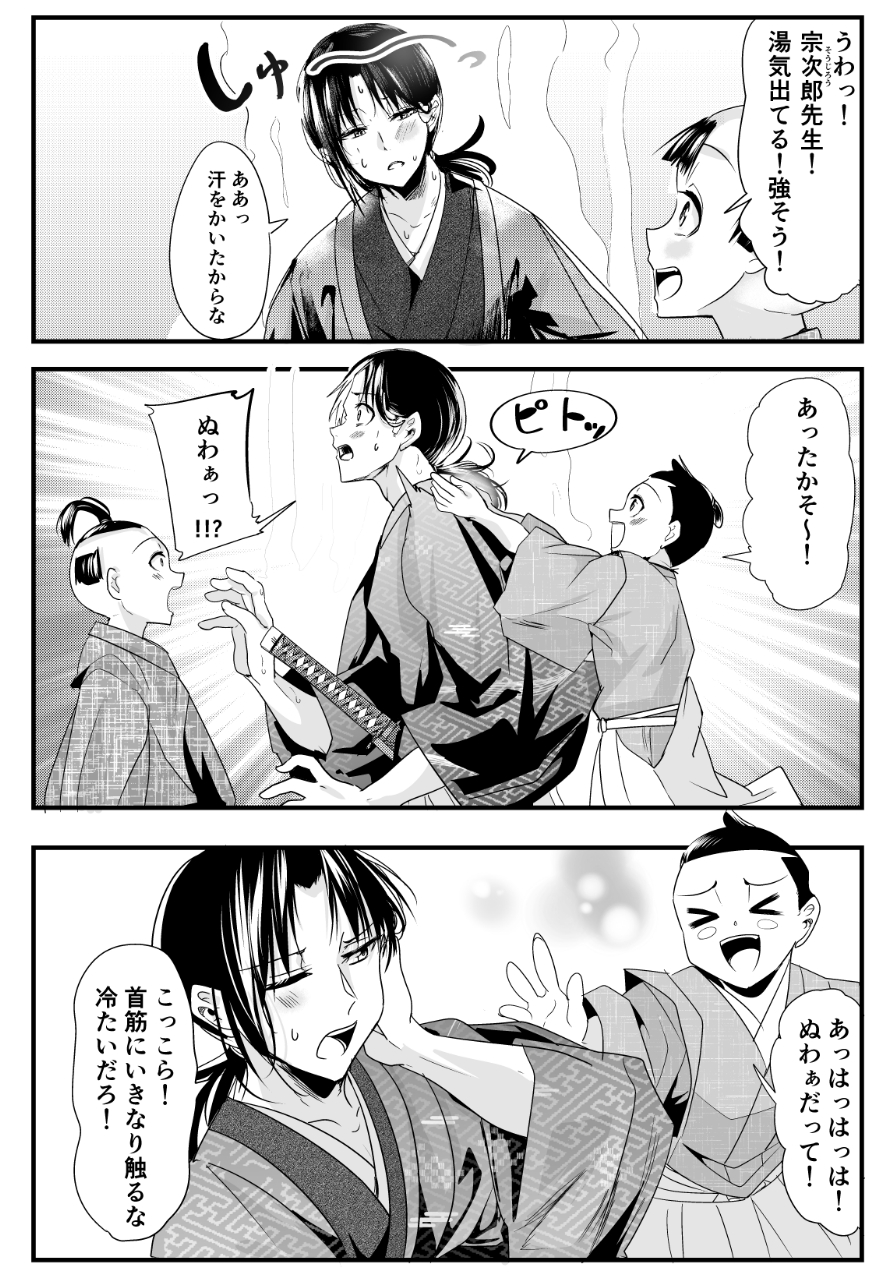 うわっ！
宗次郎先生！
そうじろう
湯気出てる！強そう！
しゅ～っ
ああっ
汗をかいたからな
あったかそ～！
ピトッ
ぬわぁっ
!!!?
あっはっはっは！
ぬわぁだって！
こっこら！
首筋にいきなり触るな
冷たいだろ！